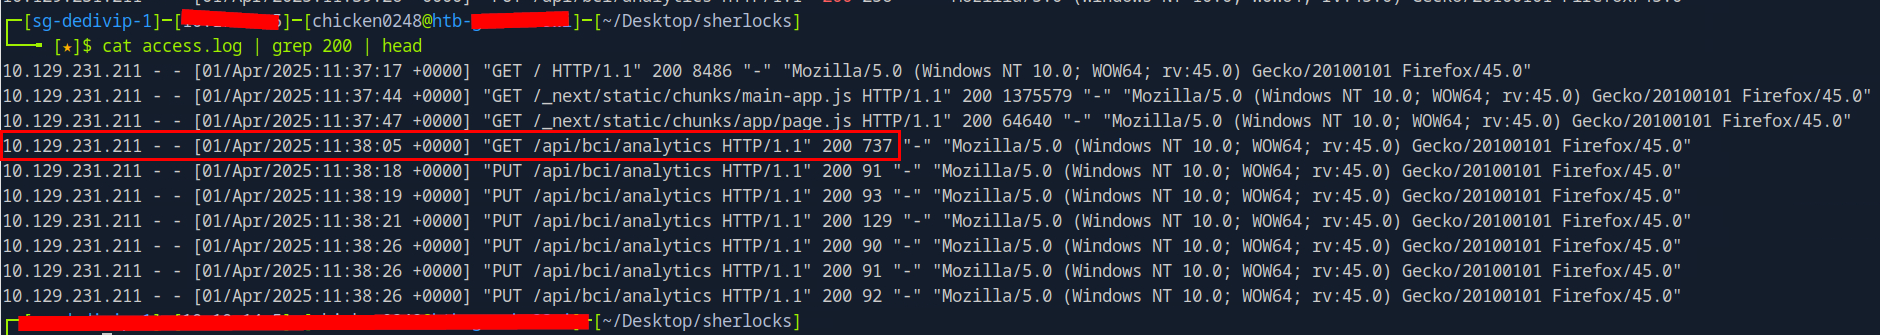 [sg-dedivip-1]─[]─[chicken0248@htb-]─[~/Desktop/sherlocks]
[★]$ cat access.log | grep 200 | head
10.129.231.211 - - [01/Apr/2025:11:37:17 +0000] "GET / HTTP/1.1" 200 8486 "-" "Mozilla/5.0 (Windows NT 10.0; WOW64; rv:45.0) Gecko/20100101 Firefox/45.0"
10.129.231.211 - - [01/Apr/2025:11:37:44 +0000] "GET /_next/static/chunks/main-app.js HTTP/1.1" 200 1375579 "-" "Mozilla/5.0 (Windows NT 10.0; WOW64; rv:45.0) Gecko/20100101 Firefox/45.0"
10.129.231.211 - - [01/Apr/2025:11:37:47 +0000] "GET /_next/static/chunks/app/page.js HTTP/1.1" 200 64640 "-" "Mozilla/5.0 (Windows NT 10.0; WOW64; rv:45.0) Gecko/20100101 Firefox/45.0"
10.129.231.211 - - [01/Apr/2025:11:38:05 +0000] "GET /api/bci/analytics HTTP/1.1" 200 737 "-" "Mozilla/5.0 (Windows NT 10.0; WOW64; rv:45.0) Gecko/20100101 Firefox/45.0"
10.129.231.211 - - [01/Apr/2025:11:38:18 +0000] "PUT /api/bci/analytics HTTP/1.1" 200 91 "-" "Mozilla/5.0 (Windows NT 10.0; WOW64; rv:45.0) Gecko/20100101 Firefox/45.0"
10.129.231.211 - - [01/Apr/2025:11:38:19 +0000] "PUT /api/bci/analytics HTTP/1.1" 200 93 "-" "Mozilla/5.0 (Windows NT 10.0; WOW64; rv:45.0) Gecko/20100101 Firefox/45.0"
10.129.231.211 - - [01/Apr/2025:11:38:21 +0000] "PUT /api/bci/analytics HTTP/1.1" 200 129 "-" "Mozilla/5.0 (Windows NT 10.0; WOW64; rv:45.0) Gecko/20100101 Firefox/45.0"
10.129.231.211 - - [01/Apr/2025:11:38:26 +0000] "PUT /api/bci/analytics HTTP/1.1" 200 90 "-" "Mozilla/5.0 (Windows NT 10.0; WOW64; rv:45.0) Gecko/20100101 Firefox/45.0"
10.129.231.211 - - [01/Apr/2025:11:38:26 +0000] "PUT /api/bci/analytics HTTP/1.1" 200 91 "-" "Mozilla/5.0 (Windows NT 10.0; WOW64; rv:45.0) Gecko/20100101 Firefox/45.0"
10.129.231.211 - - [01/Apr/2025:11:38:26 +0000] "PUT /api/bci/analytics HTTP/1.1" 200 92 "-" "Mozilla/5.0 (Windows NT 10.0; WOW64; rv:45.0) Gecko/20100101 Firefox/45.0"
─[~/Desktop/sherlocks]